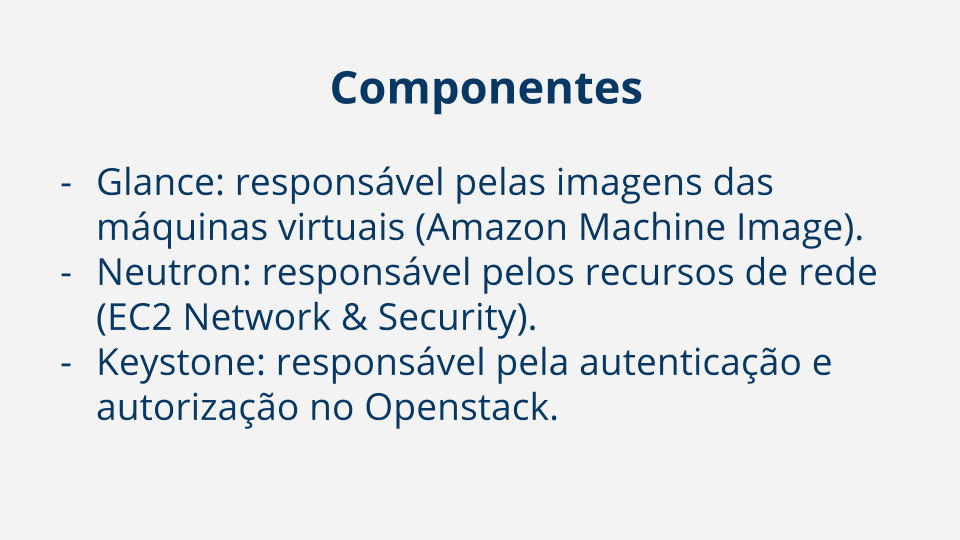 Componentes
- Glance: responsável pelas imagens das
máquinas virtuais (Amazon Machine Image).
- Neutron: responsável pelos recursos de rede
(EC2 Network & Security).
- Keystone: responsável pela autenticação e
autorização no Openstack.